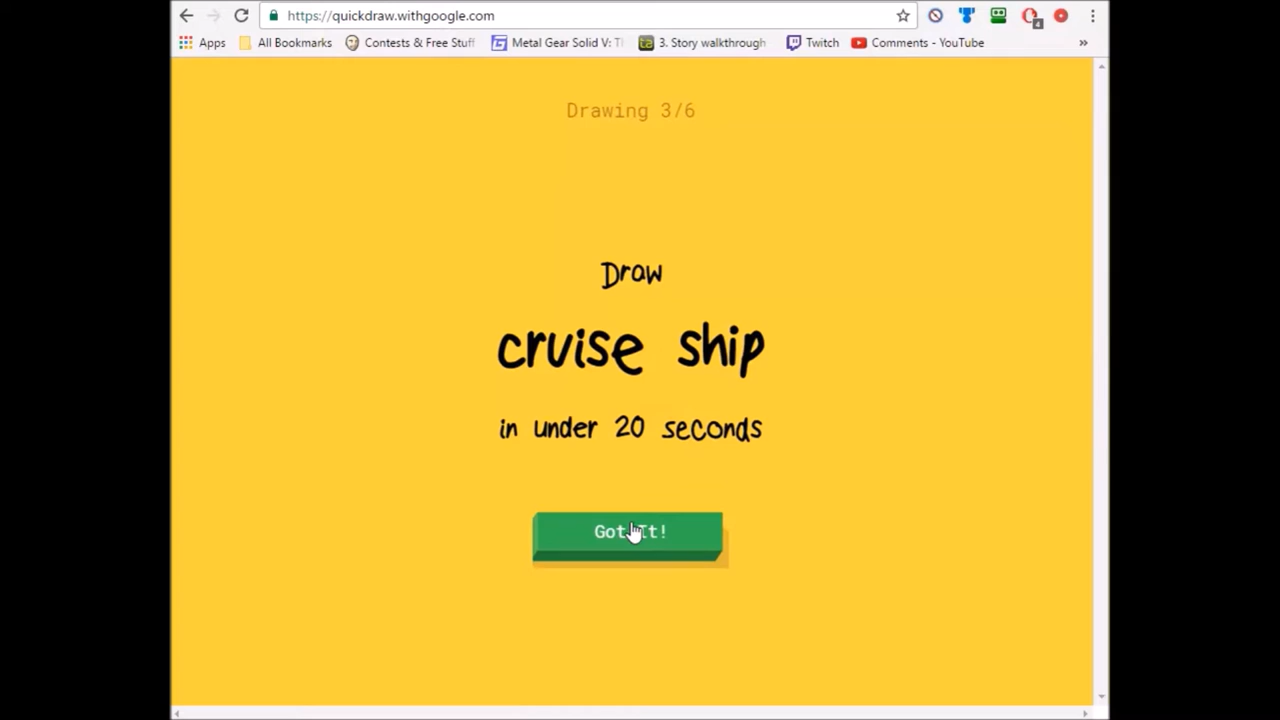 https://quickdraw.withgoogle.com
4
Apps All Bookmarks Contests & Free Stuff Metal Gear Solid V: T 3. Story walkthrough Twitch Comments - YouTube »
Drawing 3/6
Draw
cruise ship
in under 20 seconds
Got It!